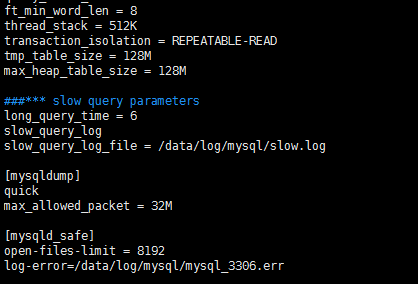 ft_min_word_len = 8
thread_stack = 512K
transaction_isolation = REPEATABLE-READ
tmp_table_size = 128M
max_heap_table_size = 128M
###*** slow query parameters
long_query_time = 6
slow_query_log
slow_query_log_file = /data/log/mysql/slow.log
[mysqldump]
quick
max_allowed_packet = 32M
[mysqld_safe]
open-files-limit = 8192
log-error=/data/log/mysql/mysql_3306.err